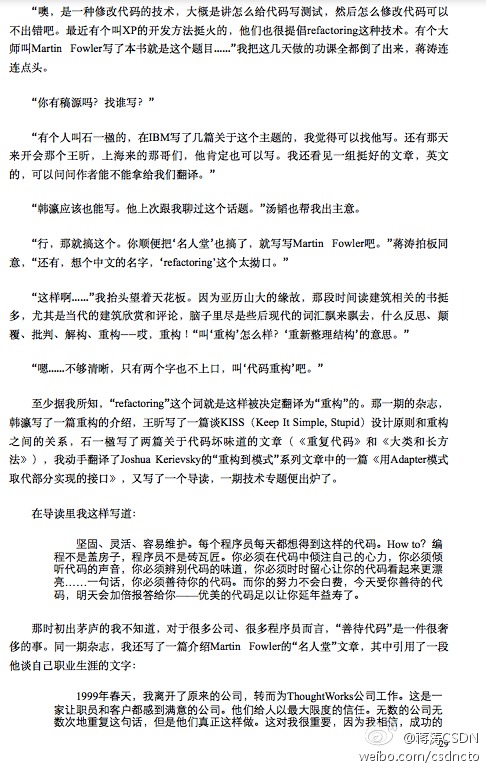 “噢，是一种修改代码的技术，大概是讲怎么给代码写测试，然后怎么修改代码可以
不出错吧。最近有个叫XP的开发方法挺火的，他们也很提倡refactoring这种技术。有个大
师叫Martin Fowler写了本书就是这个题目……”我把这几天做的功课全都倒了出来，蒋涛连
连点头。
“你有稿源吗？找谁写？”
“有个人叫石一楹的，在IBM写了几篇关于这个主题的，我觉得可以找他写。还有那天
来开会那个王昕，上海来的那哥们，他肯定也可以写。我还看见一组挺好的文章，英文
的，可以问问作者能不能拿给我们翻译。”
“韩瀛应该也能写。他上次跟我聊过这个话题。”汤韬也帮我出主意。
“行，那就搞这个。你顺便把‘名人堂’也搞了，就写写Martin Fowler吧。”蒋涛拍板同
意，“还有，想个中文的名字，‘refactoring’这个太拗口。”
“这样啊……”我抬头望着天花板。因为亚历山大的缘故，那段时间读建筑相关的书挺
多，尤其是当代的建筑欣赏和评论，脑子里尽是些后现代的词汇飘来飘去，什么反思、颠
覆、批判、解构、重构——哎，重构！“叫‘重构’怎么样？‘重新整理结构’的意思。”
“嗯……不够清晰，只有两个字也不上口，叫‘代码重构’吧。”
至少据我所知，“refactoring”这个词就是这样被决定翻译为“重构”的。那一期的杂志，
韩瀛写了一篇重构的介绍，王昕写了一篇谈KISS（Keep It Simple, Stupid）设计原则和重构
之间的关系，石一楹写了两篇关于代码坏味道的文章（《重复代码》和《大类和长方
法》），我动手翻译了Joshua Kerievsky的“重构到模式”系列文章中的一篇《用Adapter模式
取代部分实现的接口》，又写了一个导读，一期技术专题便出炉了。
在导读里我这样写道：
坚固、灵活、容易维护。每个程序员每天都想得到这样的代码。How to？编
程不是盖房子，程序员不是砖瓦匠。你必须在代码中倾注自己的心力，你必须倾
听代码的声音，你必须辨别代码的味道，你必须时时留心让你的代码看起来更漂
亮……一句话，你必须善待你的代码。而你的努力不会白费，今天受你善待的代
码，明天会加倍报答给你——优美的代码足以让你延年益寿了。
那时初出茅庐的我不知道，对于很多公司、很多程序员而言，“善待代码”是一件很奢
侈的事。同一期杂志，我还写了一篇介绍Martin Fowler的“名人堂”文章，其中引用了一段
他谈自己职业生涯的文字：
1999年春天，我离开了原来的公司，转而为ThoughtWorks公司工作。这是一
家让职员和客户都感到满意的公司。他们给人以最大限度的信任。无数的公司无
数次地重复这句话，但是他们真正这样做。这对我很重要，因为我相信，成功的
29
@蒋涛CSDN
weibo.com/csdncto